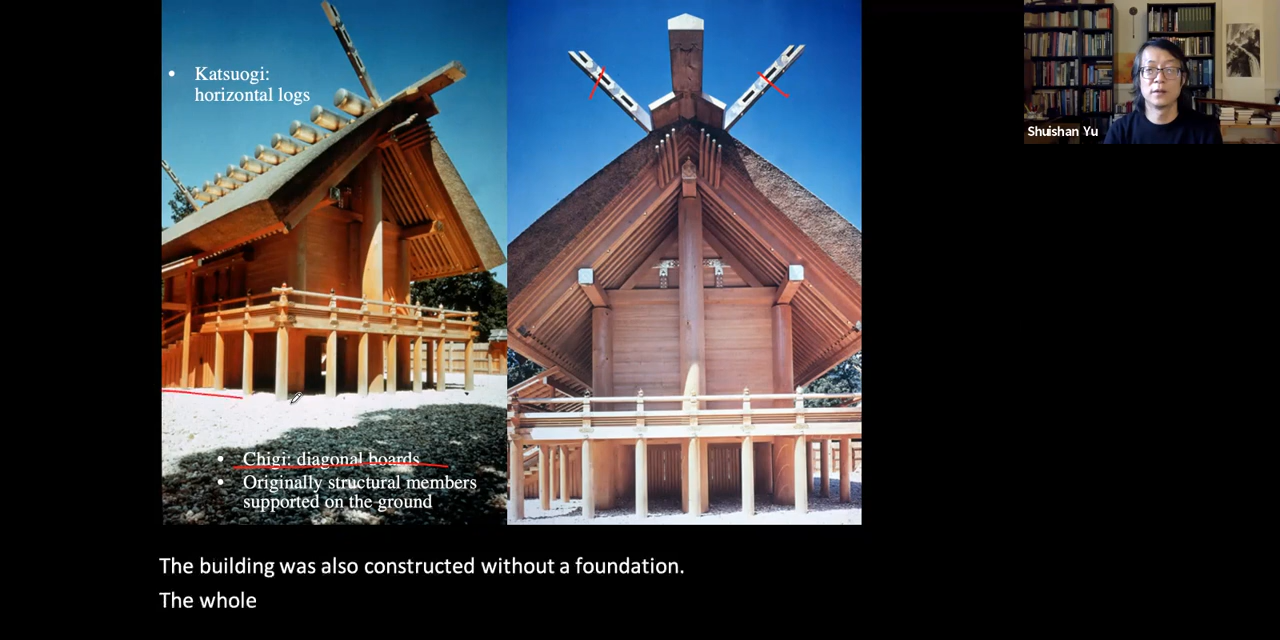 • Katsuogi:
horizontal logs
Shuishan Yu
• Chigi: diagonal boards
• Originally structural members
supported on the ground
The building was also constructed without a foundation.
The whole